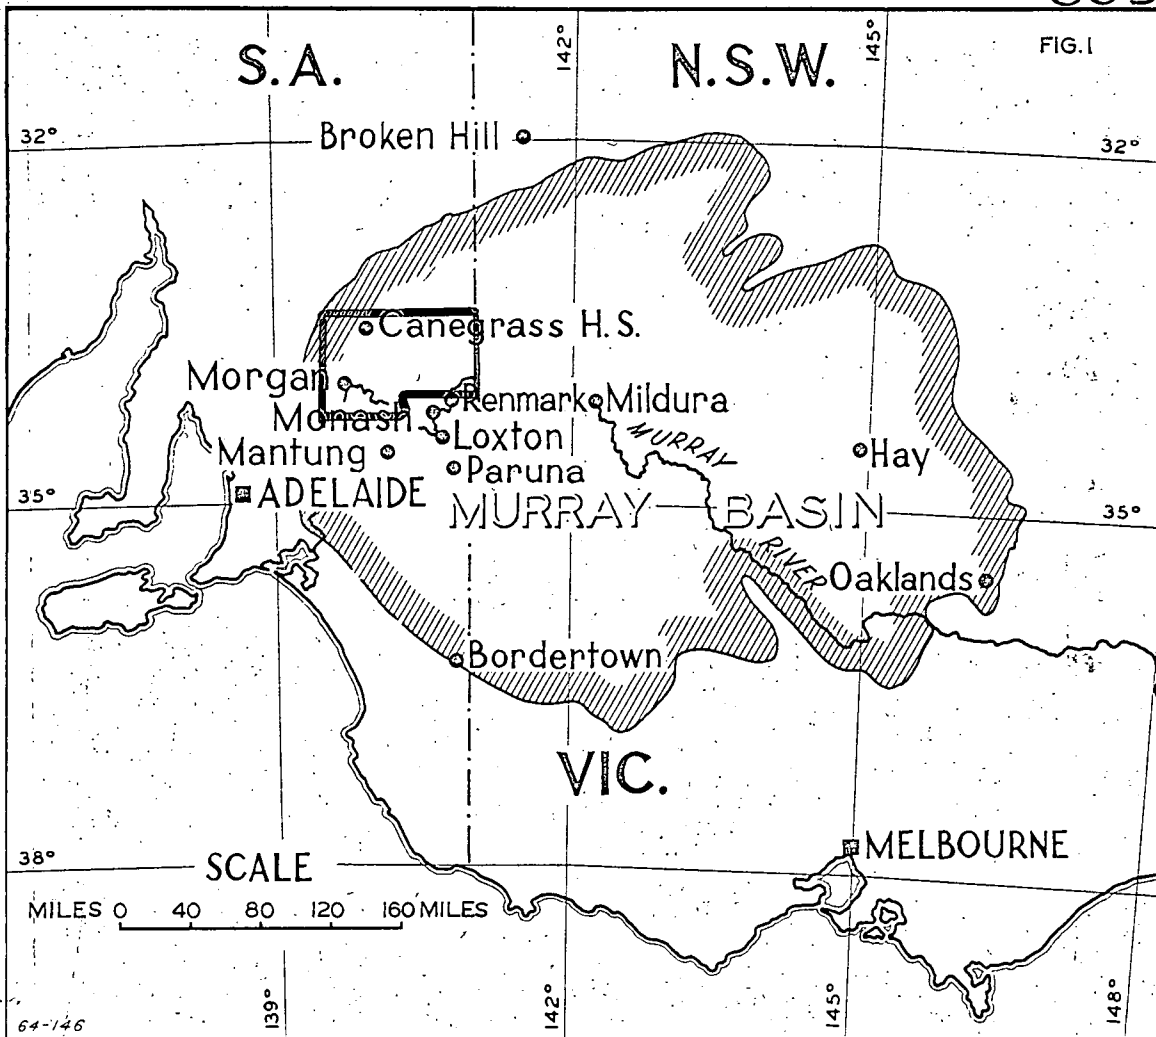 142°
145°
FIG.1
S.A.
N.S.W.
32°
Broken Hill
32°
Canegrass H.S.
Morgan
Renmark
Mildura
Monash
Loxton
MURRAY
Mantung
Paruna
Hay
ADELAIDE
MURRAY BASIN
35°
RIVER
Oaklands
Bordertown
VIC.
MELBOURNE
38°
SCALE
MILES 0 40 80 120 160 MILES
139°
142°
145°
148°
64-146